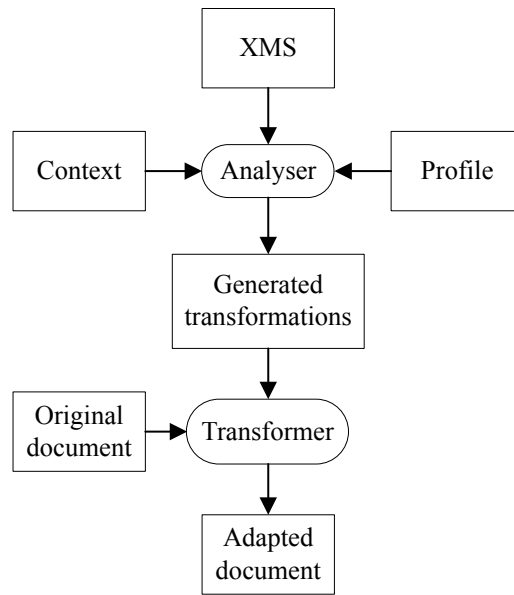 XMS
Context
Analyser
Profile
Generated
transformations
Original
document
Transformer
Adapted
document